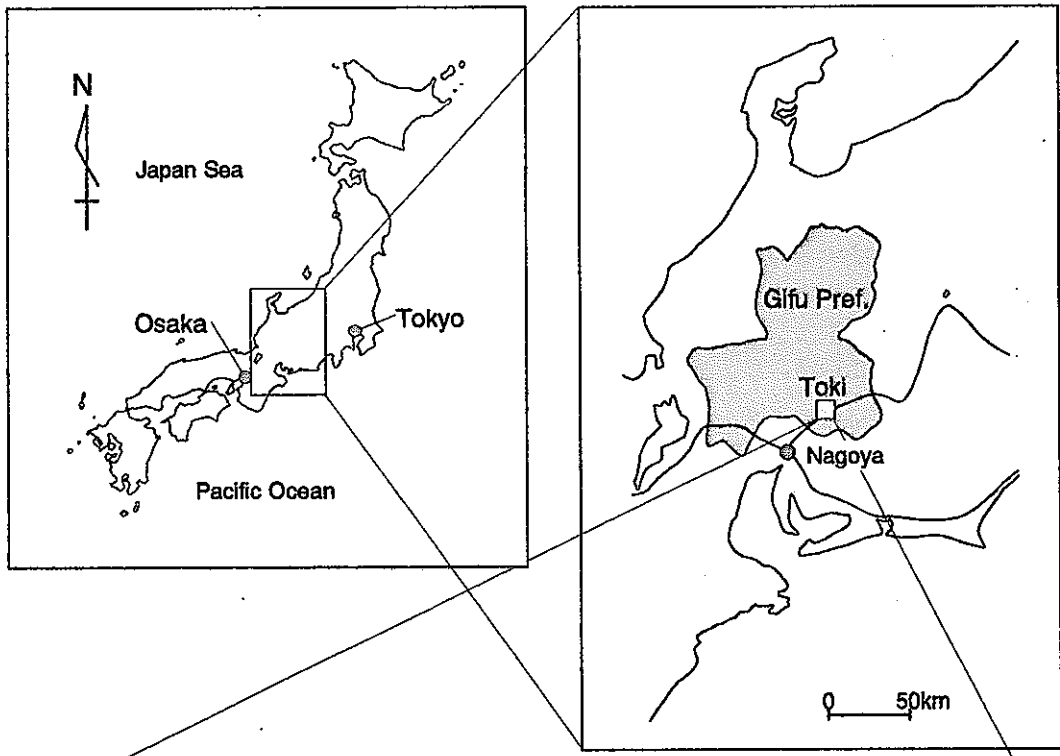 N
Japan Sea
Osaka
Tokyo
Pacific Ocean
Gifu Pref.
Toki
Nagoya
0 50km